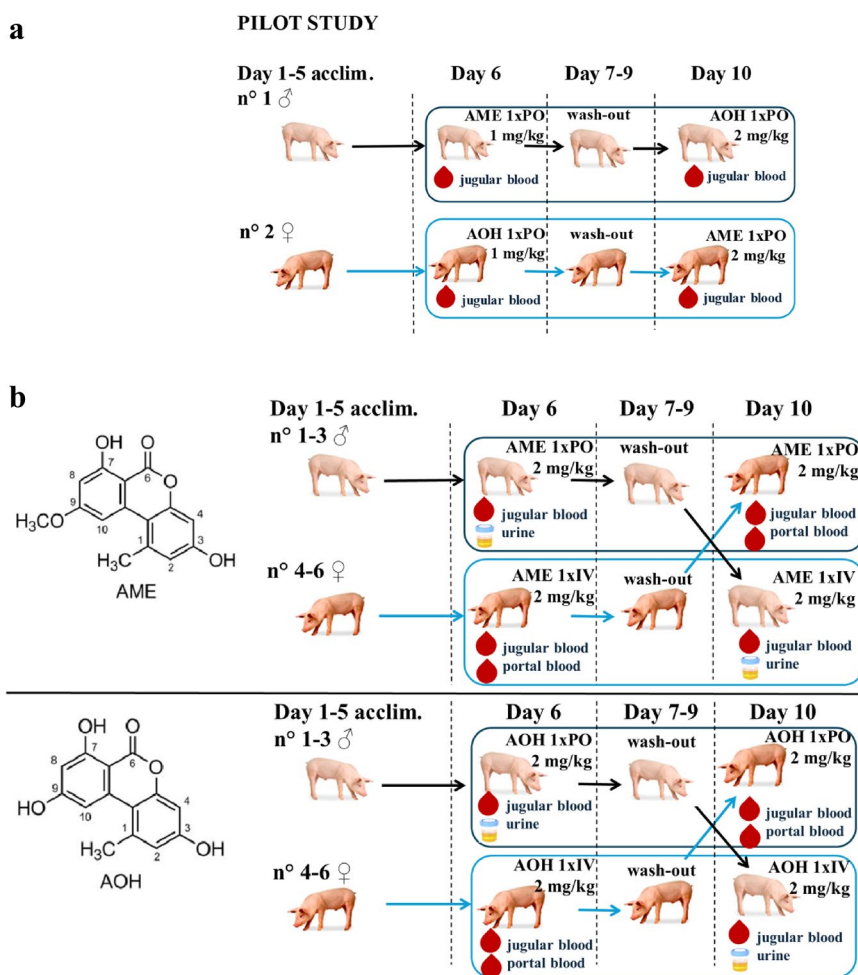 a
PILOT STUDY
Day 1-5 acclim. Day 6 Day 7-9 Day 10
n° 1 ♂
AME 1xPO wash-out AOH 1xPO
1 mg/kg 2 mg/kg
jugular blood jugular blood
n° 2 ♀
AOH 1xPO wash-out AME 1xPO
1 mg/kg 2 mg/kg
jugular blood jugular blood
b
Day 1-5 acclim. Day 6 Day 7-9 Day 10
n° 1-3 ♂
AME 1xPO wash-out AME 1xPO
2 mg/kg 2 mg/kg
jugular blood jugular blood
urine portal blood
n° 4-6 ♀
AME 1xIV wash-out AME 1xIV
2 mg/kg 2 mg/kg
jugular blood jugular blood
portal blood urine
OH O
7 6
8 O
H₃CO 9 4
10 1 3
H₃C 2 OH
AME
Day 1-5 acclim. Day 6 Day 7-9 Day 10
n° 1-3 ♂
AOH 1xPO wash-out AOH 1xPO
2 mg/kg 2 mg/kg
jugular blood jugular blood
urine portal blood
n° 4-6 ♀
AOH 1xIV wash-out AOH 1xIV
2 mg/kg 2 mg/kg
jugular blood jugular blood
portal blood urine
OH O
7 6
8 O
HO 9 4
10 1 3
H₃C 2 OH
AOH